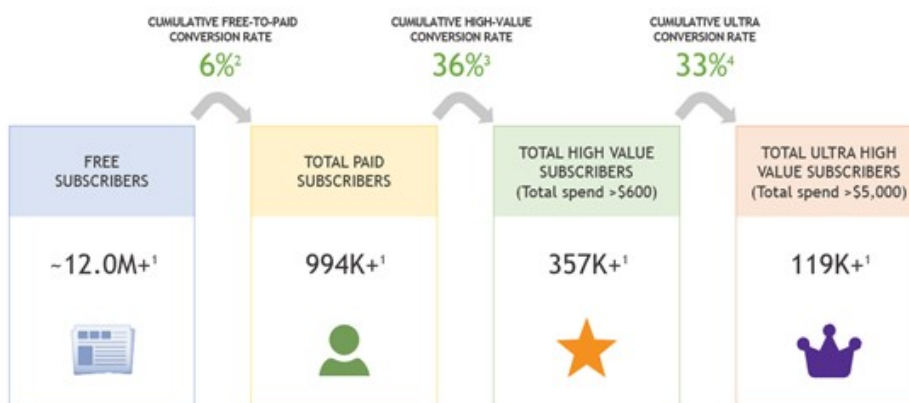 CUMULATIVE FREE-TO-PAID
CONVERSION RATE
6%²
CUMULATIVE HIGH-VALUE
CONVERSION RATE
36%³
CUMULATIVE ULTRA
CONVERSION RATE
33%⁴
FREE
SUBSCRIBERS
~12.0M+¹
TOTAL PAID
SUBSCRIBERS
994K+¹
TOTAL HIGH VALUE
SUBSCRIBERS
(Total spend >$600)
357K+¹
TOTAL ULTRA HIGH
VALUE SUBSCRIBERS
(Total spend >$5,000)
119K+¹